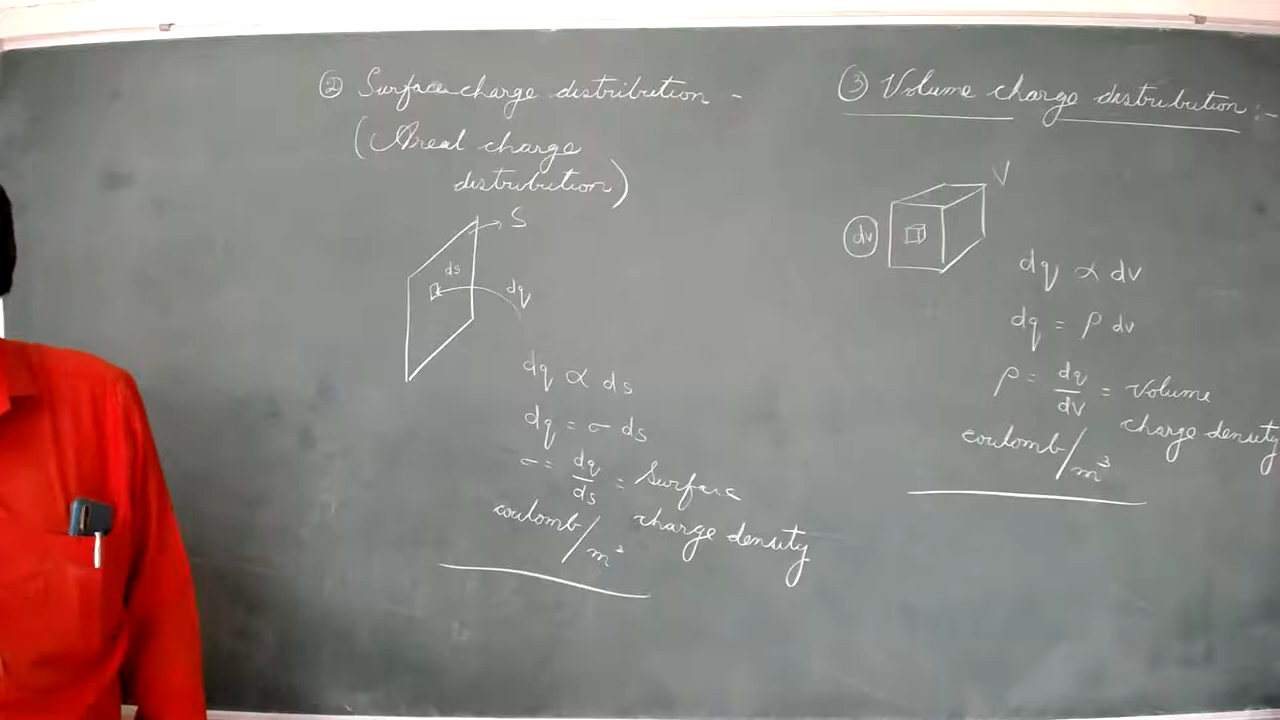 ② Surface charge distribution -
(Areal charge
distribution)
S
ds
dq
dq ∝ ds
dq = σ ds
σ = dq/ds = Surface
charge density
coulomb/m²
③ Volume charge distribution :-
V
dv
dq ∝ dv
dq = ρ dv
ρ = dq/dv = Volume
charge density
coulomb/m³